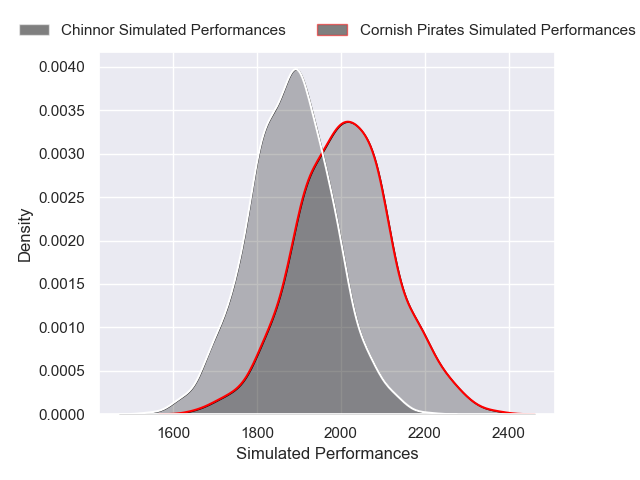 Chinnor Simulated Performances
Cornish Pirates Simulated Performances
0.0040
0.0035
0.0030
0.0025
0.0020
0.0015
0.0010
0.0005
0.0000
Density
1600 1800 2000 2200 2400
Simulated Performances